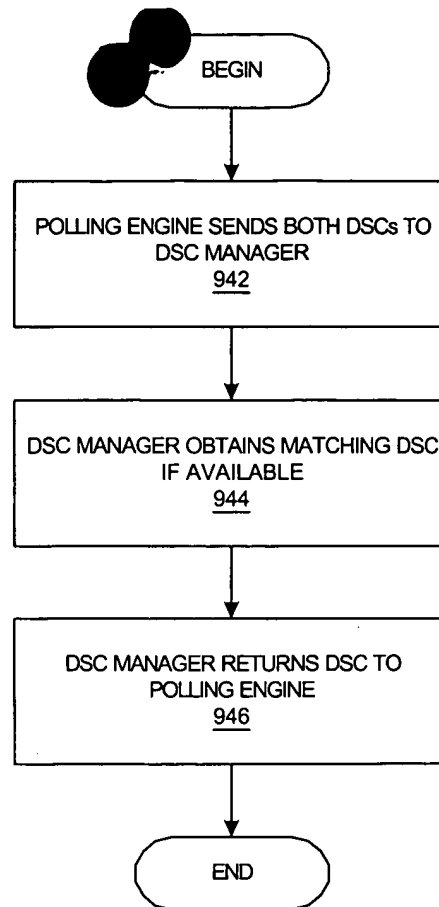 BEGIN
POLLING ENGINE SENDS BOTH DSCs TO
DSC MANAGER
942
DSC MANAGER OBTAINS MATCHING DSC
IF AVAILABLE
944
DSC MANAGER RETURNS DSC TO
POLLING ENGINE
946
END